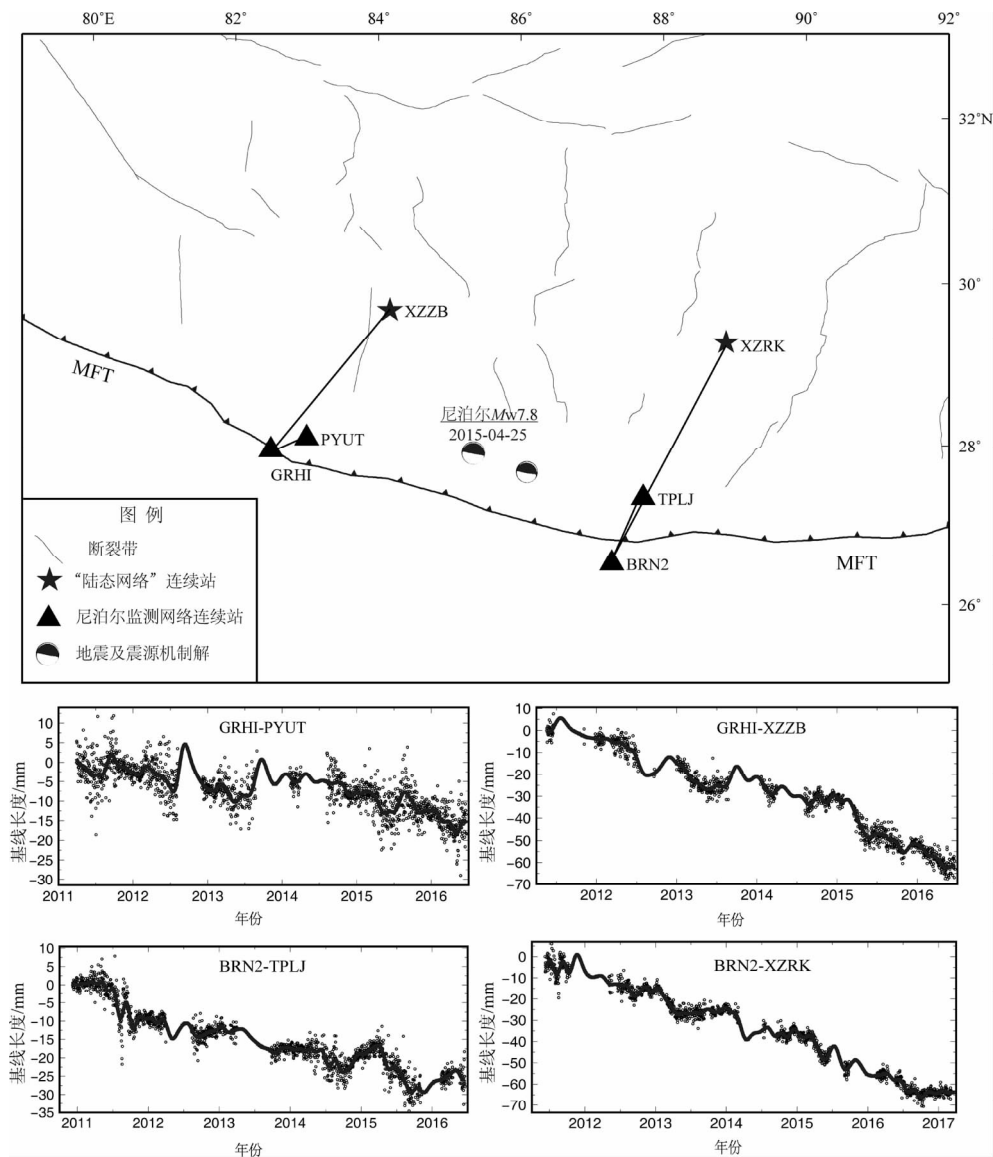 80˚E 82˚ 84˚ 86˚ 88˚ 90˚ 92˚
32˚N
30˚
28˚
26˚
XZZB
XZRK
MFT
尼泊尔Mw7.8
2015-04-25
PYUT
GRHI
TPLJ
BRN2
MFT
图 例
断裂带
“陆态网络”连续站
尼泊尔监测网络连续站
地震及震源机制解
GRHI-PYUT
基线长度/mm
10
5
0
−5
−10
−15
−20
−25
−30
2011 2012 2013 2014 2015 2016
年份
GRHI-XZZB
基线长度/mm
10
0
−10
−20
−30
−40
−50
−60
−70
2012 2013 2014 2015 2016
年份
BRN2-TPLJ
基线长度/mm
5
0
−5
−10
−15
−20
−25
−30
−35
2011 2012 2013 2014 2015 2016
年份
BRN2-XZRK
基线长度/mm
0
−10
−20
−30
−40
−50
−60
−70
2012 2013 2014 2015 2016 2017
年份